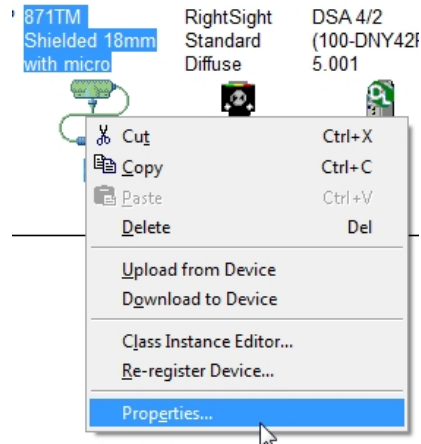 871TM
Shielded 18mm
with micro
RightSight
Standard
Diffuse
DSA 4/2
(100-DNY42
5.001
Cut Ctrl+X
Copy Ctrl+C
Paste Ctrl+V
Delete Del
Upload from Device
Download to Device
Class Instance Editor...
Re-register Device...
Properties...